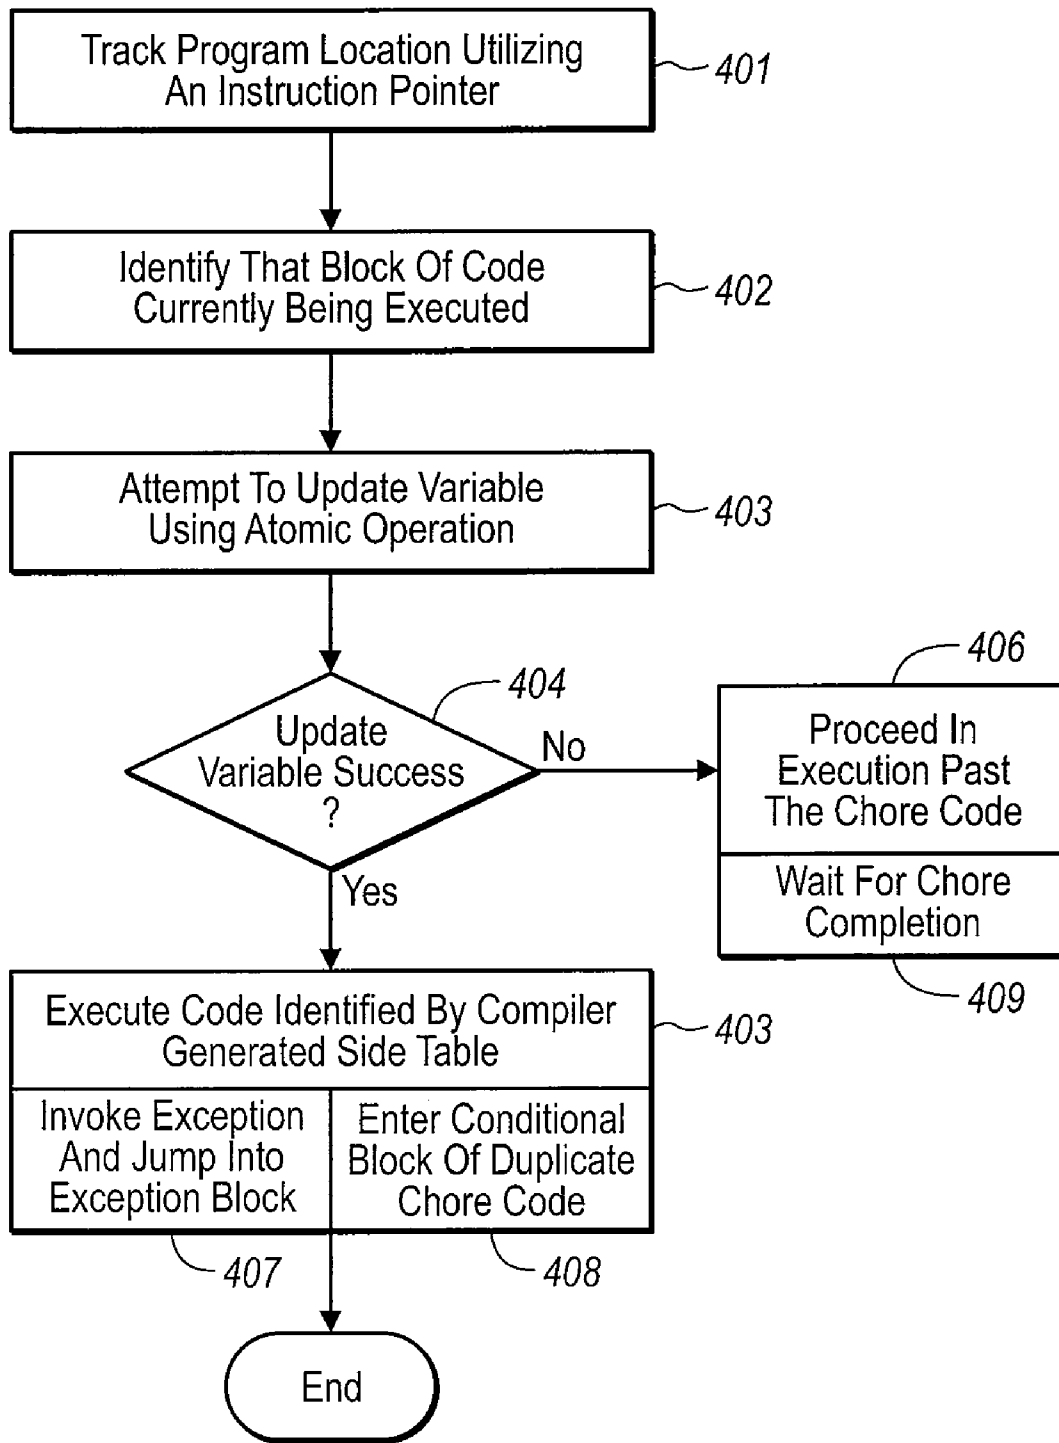 Track Program Location Utilizing
An Instruction Pointer
401
Identify That Block Of Code
Currently Being Executed
402
Attempt To Update Variable
Using Atomic Operation
403
404
Update
Variable Success
?
No
Yes
406
Proceed In
Execution Past
The Chore Code
Wait For Chore
Completion
409
Execute Code Identified By Compiler
Generated Side Table
403
Invoke Exception
And Jump Into
Exception Block
407
Enter Conditional
Block Of Duplicate
Chore Code
408
End